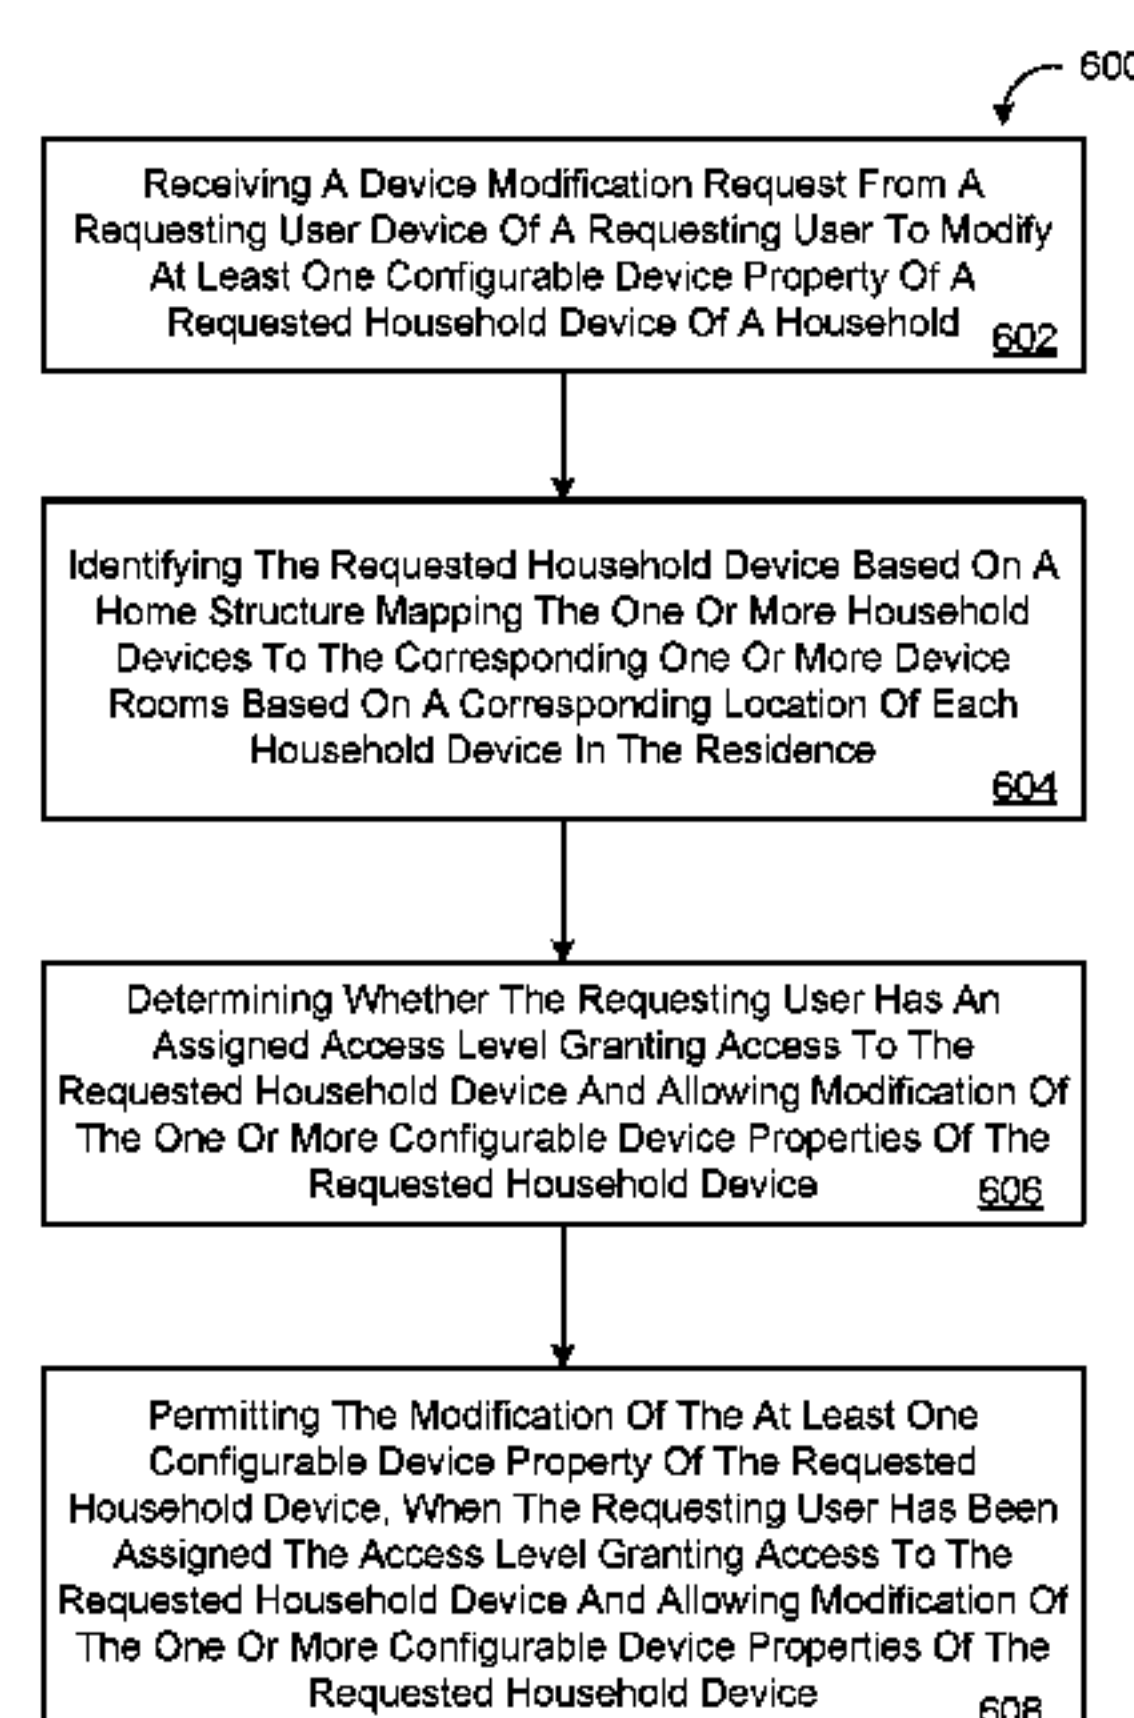 600
Receiving A Device Modification Request From A
Requesting User Device Of A Requesting User To Modify
At Least One Configurable Device Property Of A
Requested Household Device Of A Household
602
Identifying The Requested Household Device Based On A
Home Structure Mapping The One Or More Household
Devices To The Corresponding One Or More Device
Rooms Based On A Corresponding Location Of Each
Household Device In The Residence
604
Determining Whether The Requesting User Has An
Assigned Access Level Granting Access To The
Requested Household Device And Allowing Modification Of
The One Or More Configurable Device Properties Of The
Requested Household Device
606
Permitting The Modification Of The At Least One
Configurable Device Property Of The Requested
Household Device, When The Requesting User Has Been
Assigned The Access Level Granting Access To The
Requested Household Device And Allowing Modification Of
The One Or More Configurable Device Properties Of The
Requested Household Device
608